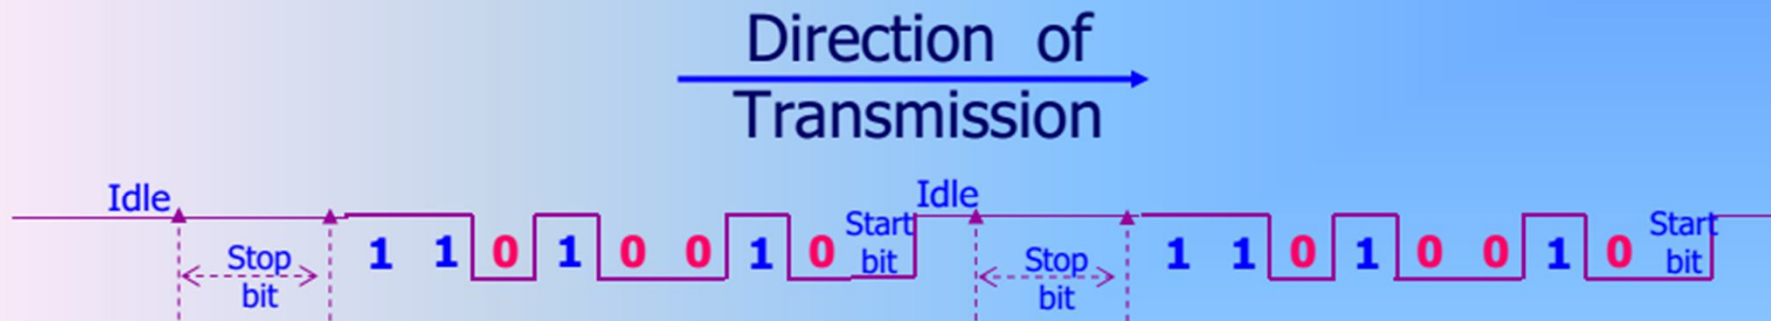 Direction of
Transmission
Idle
Stop
bit
1 1 0 1 0 0 1 0
Start
bit
Idle
Stop
bit
1 1 0 1 0 0 1 0
Start
bit